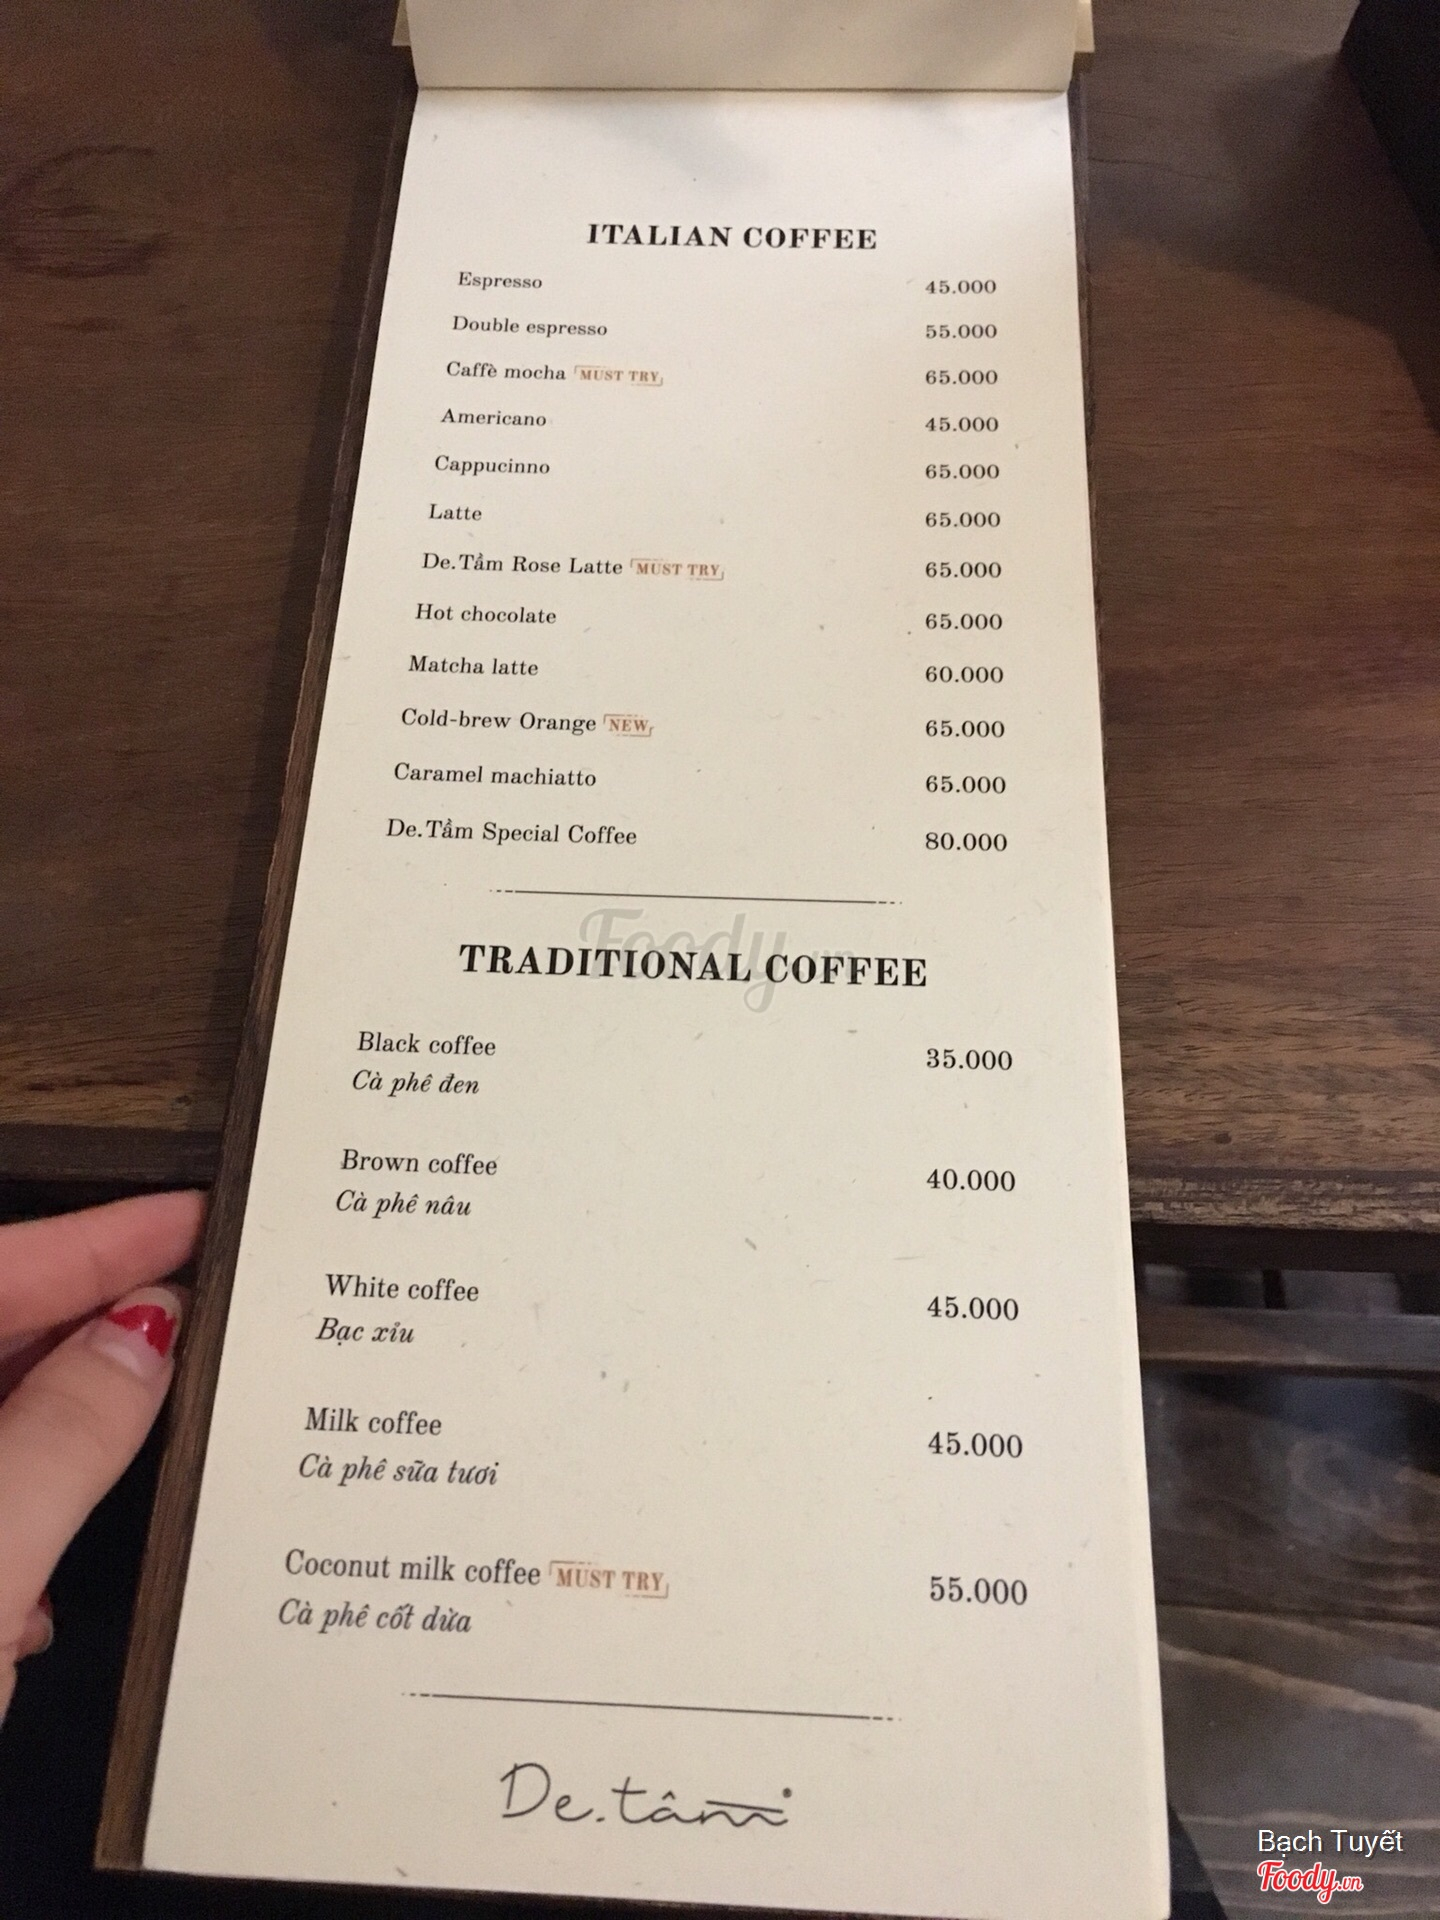 ITALIAN COFFEE
Espresso 45.000
Double espresso 55.000
Caffè mocha MUST TRY 65.000
Americano 45.000
Cappucinno 65.000
Latte 65.000
De.Tầm Rose Latte MUST TRY 65.000
Hot chocolate 65.000
Matcha latte 60.000
Cold-brew Orange NEW 65.000
Caramel machiatto 65.000
De.Tầm Special Coffee 80.000
Foody.vn
TRADITIONAL COFFEE
Black coffee 35.000
Cà phê đen
Brown coffee 40.000
Cà phê nâu
White coffee 45.000
Bạc xỉu
Milk coffee 45.000
Cà phê sữa tươi
Coconut milk coffee MUST TRY 55.000
Cà phê cốt dừa
De.tâm
Bạch Tuyết
Foody.vn